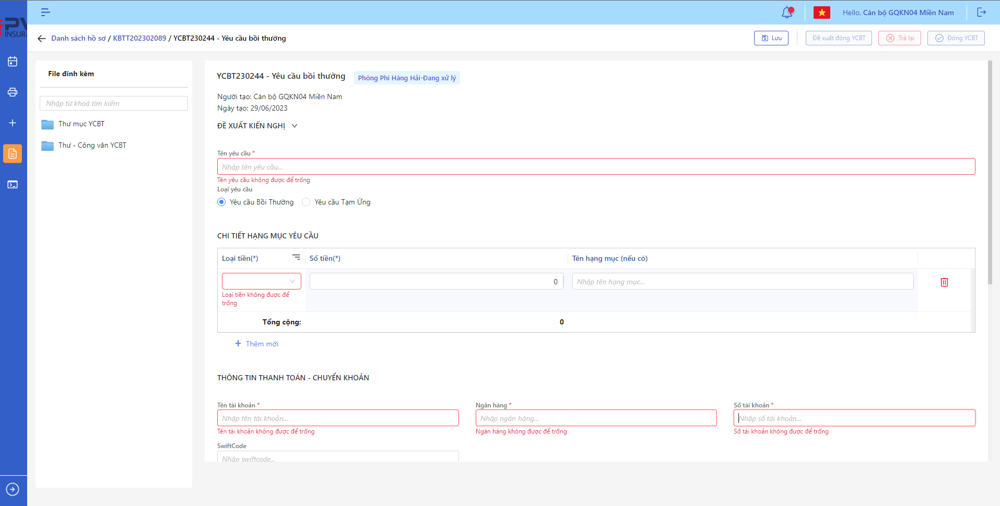 Hello, Cán bộ GQKN04 Miền Nam
Danh sách hồ sơ / KBTT202302089 / YCBT230244 - Yêu cầu bồi thường
Lưu
Đề xuất đóng YCBT
Trả lại
Đóng YCBT
File đính kèm
Nhập từ khoá tìm kiếm
Thư mục YCBT
Thư - Công văn YCBT
YCBT230244 - Yêu cầu bồi thường
Phòng Phi Hàng Hải-Đang xử lý
Người tạo: Cán bộ GQKN04 Miền Nam
Ngày tạo: 29/06/2023
ĐỀ XUẤT KIẾN NGHỊ
Tên yêu cầu *
Nhập tên yêu cầu...
Tên yêu cầu không được để trống
Loại yêu cầu
Yêu cầu Bồi Thường
Yêu cầu Tạm Ứng
CHI TIẾT HẠNG MỤC YÊU CẦU
Loại tiền(*)
Số tiền(*)
Tên hạng mục (nếu có)
0
Nhập tên hạng mục...
Loại tiền không được để
trống
Tổng cộng:
0
+ Thêm mới
THÔNG TIN THANH TOÁN - CHUYỂN KHOẢN
Tên tài khoản *
Nhập tên tài khoản...
Tên tài khoản không được để trống
Ngân hàng *
Nhập ngân hàng...
Ngân hàng không được để trống
Số tài khoản *
Nhập số tài khoản...
Số tài khoản không được để trống
SwiftCode
Nhập swiftcode...